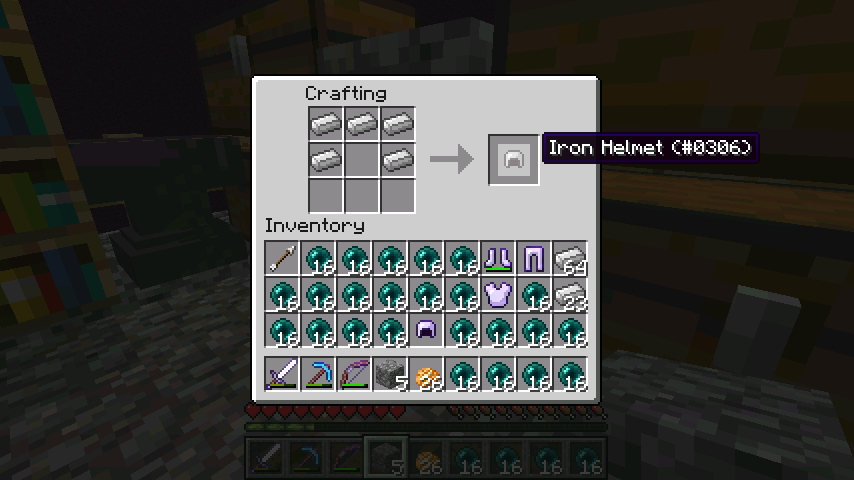 Crafting
Iron Helmet (#0306)
Inventory
16 16 16 16 16 64
16 16 16 16 16 16 16 23
16 16 16 16 16 16 16 16
5 26 16 16 16 16
5 26 16 16 16 16